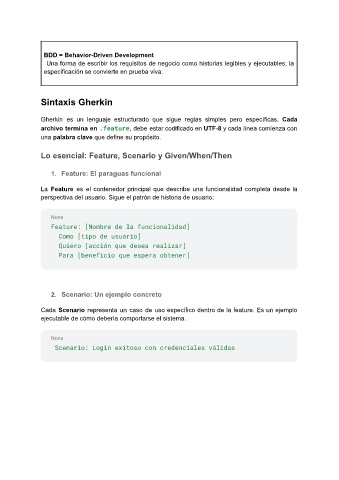 BDD = Behavior-Driven Development
Una forma de escribir los requisitos de negocio como historias legibles y ejecutables, la
especificación se convierte en prueba viva.
Sintaxis Gherkin
Gherkin es un lenguaje estructurado que sigue reglas simples pero específicas. Cada
archivo termina en .feature, debe estar codificado en UTF-8 y cada línea comienza con
una palabra clave que define su propósito.
Lo esencial: Feature, Scenario y Given/When/Then
1. Feature: El paraguas funcional
La Feature es el contenedor principal que describe una funcionalidad completa desde la
perspectiva del usuario. Sigue el patrón de historia de usuario:
None
Feature: [Nombre de la funcionalidad]
Como [tipo de usuario]
Quiero [acción que desea realizar]
Para [beneficio que espera obtener]
2. Scenario: Un ejemplo concreto
Cada Scenario representa un caso de uso específico dentro de la feature. Es un ejemplo
ejecutable de cómo debería comportarse el sistema.
None
Scenario: Login exitoso con credenciales válidas